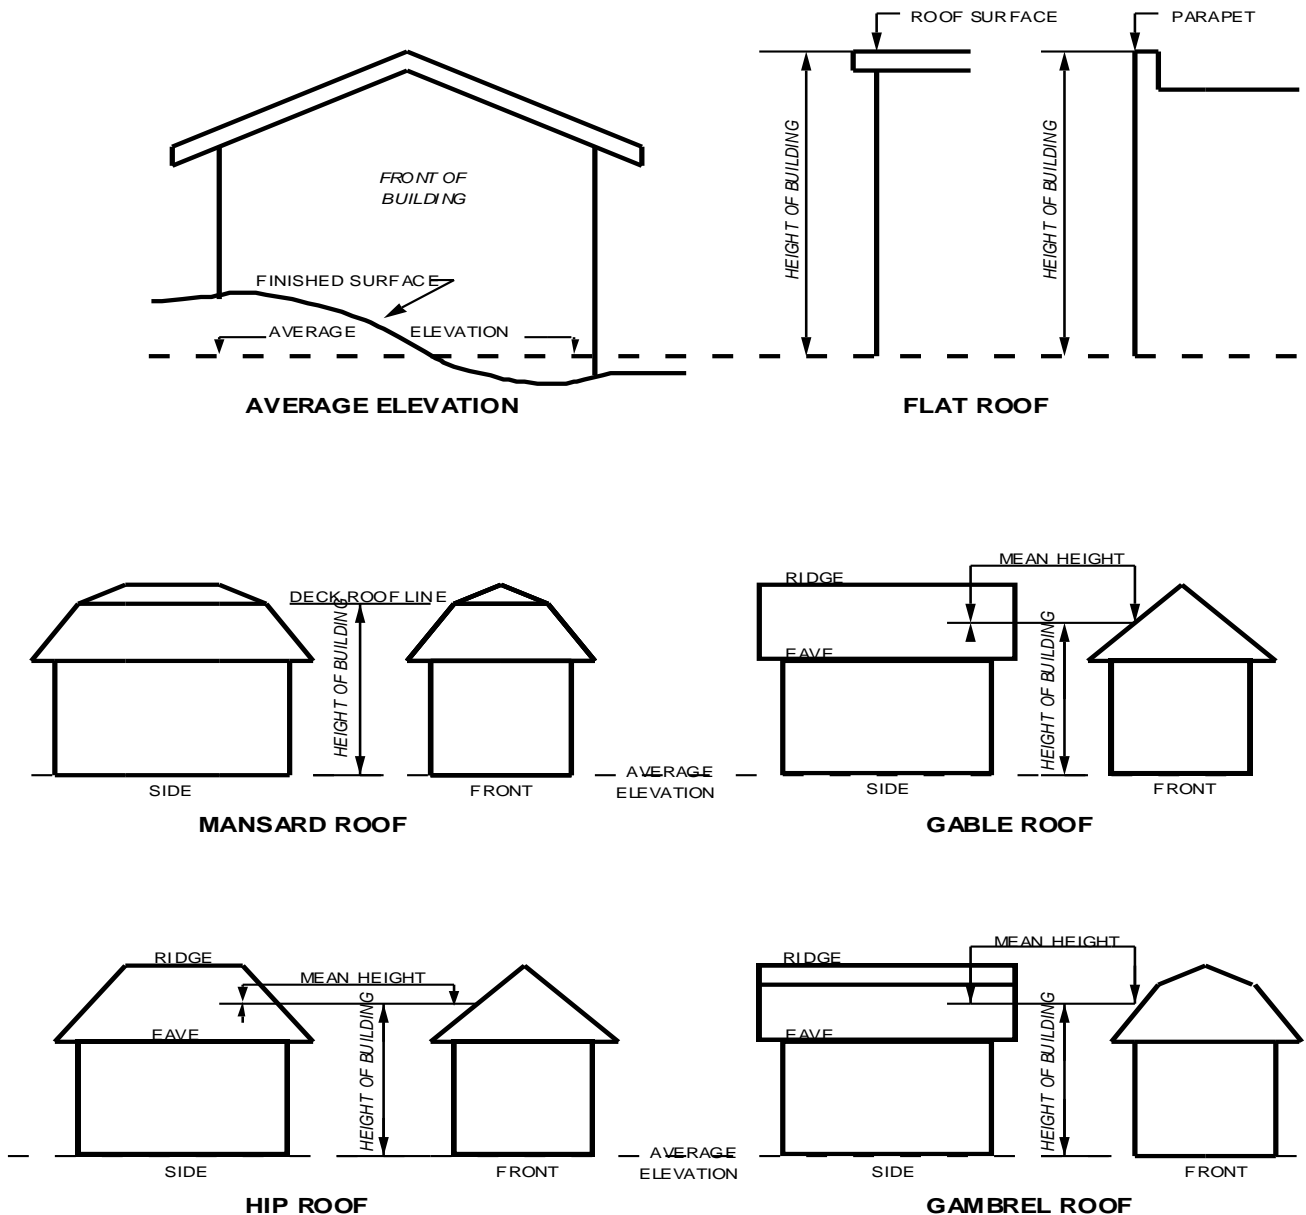 ROOF SURFACE
PARAPET
HEIGHT OF BUILDING
HEIGHT OF BUILDING
FRONT OF
BUILDING
FINISHED SURFACE
AVERAGE ELEVATION
AVERAGE ELEVATION
FLAT ROOF
DECK ROOF LINE
HEIGHT OF BUILDING
SIDE
FRONT
MANSARD ROOF
AVERAGE
ELEVATION
MEAN HEIGHT
RIDGE
EAVE
HEIGHT OF BUILDING
SIDE
FRONT
GABLE ROOF
RIDGE
MEAN HEIGHT
EAVE
HEIGHT OF BUILDING
SIDE
FRONT
HIP ROOF
AVERAGE
ELEVATION
MEAN HEIGHT
RIDGE
EAVE
HEIGHT OF BUILDING
SIDE
FRONT
GAMBREL ROOF